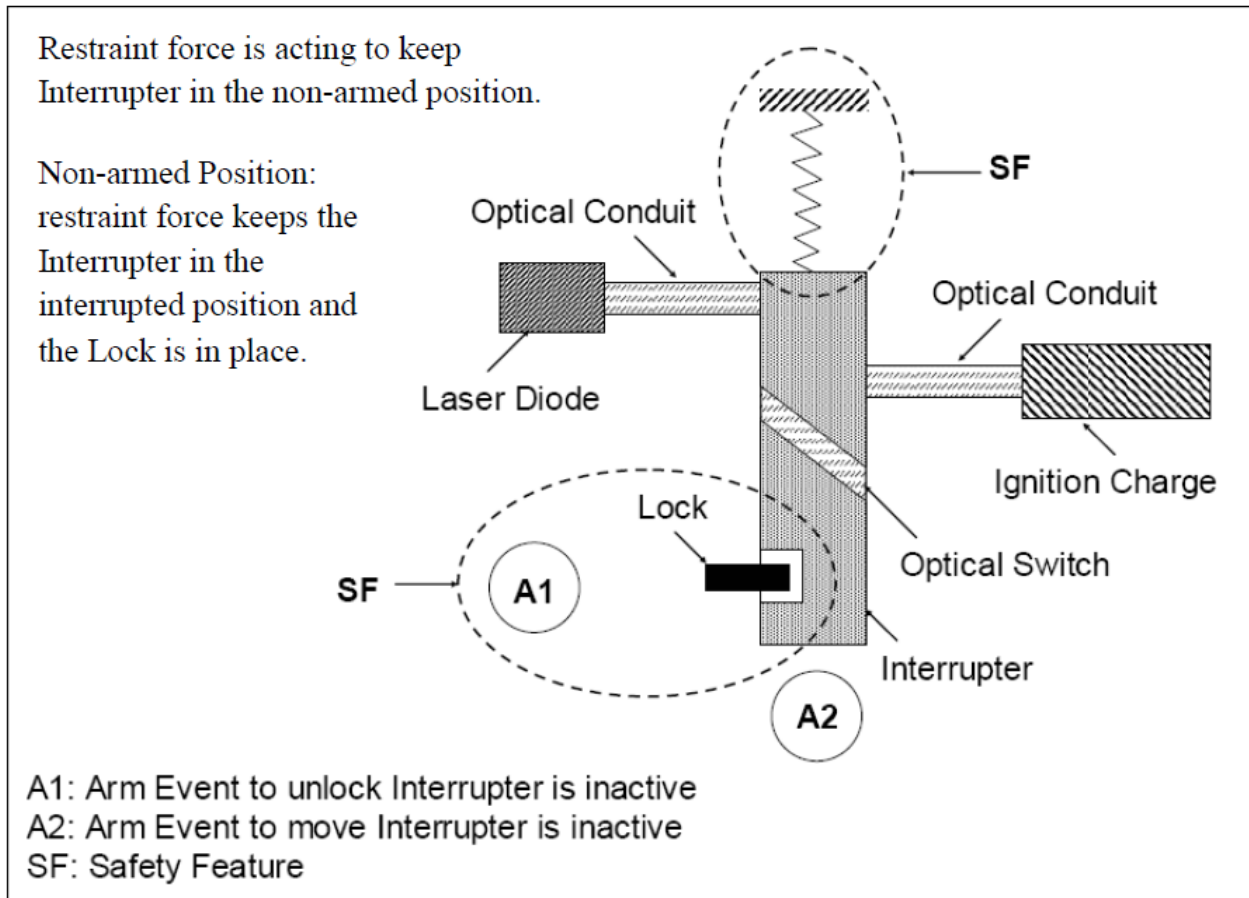 Restraint force is acting to keep
Interrupter in the non-armed position.
Non-armed Position:
restraint force keeps the
Interrupter in the
interrupted position and
the Lock is in place.
SF
Optical Conduit
Optical Conduit
Laser Diode
Ignition Charge
Lock
Optical Switch
SF
A1
Interrupter
A2
A1: Arm Event to unlock Interrupter is inactive
A2: Arm Event to move Interrupter is inactive
SF: Safety Feature